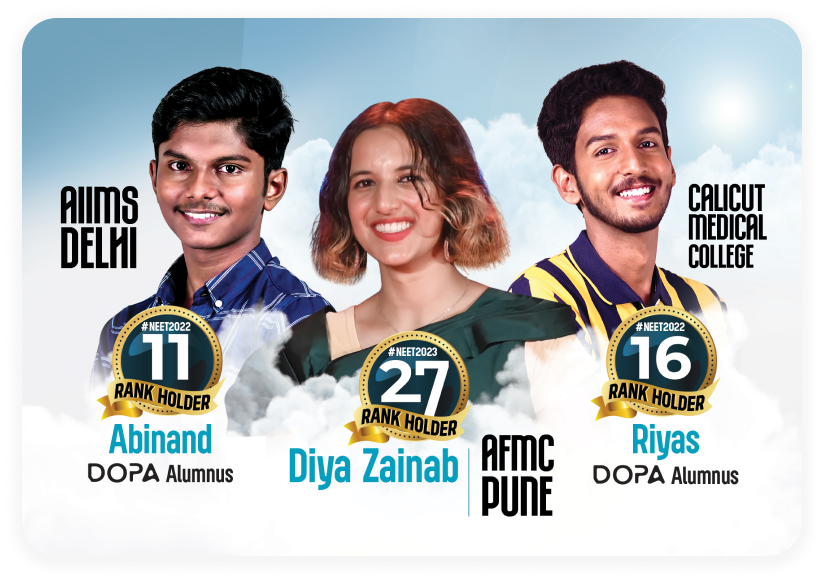 AIIMS
DELHI
CALICUT
MEDICAL
COLLEGE
#NEET2022
11
RANK HOLDER
Abinand
DOPA Alumnus
#NEET2023
27
RANK HOLDER
Diya Zainab
AFMC
PUNE
#NEET2022
16
RANK HOLDER
Riyas
DOPA Alumnus